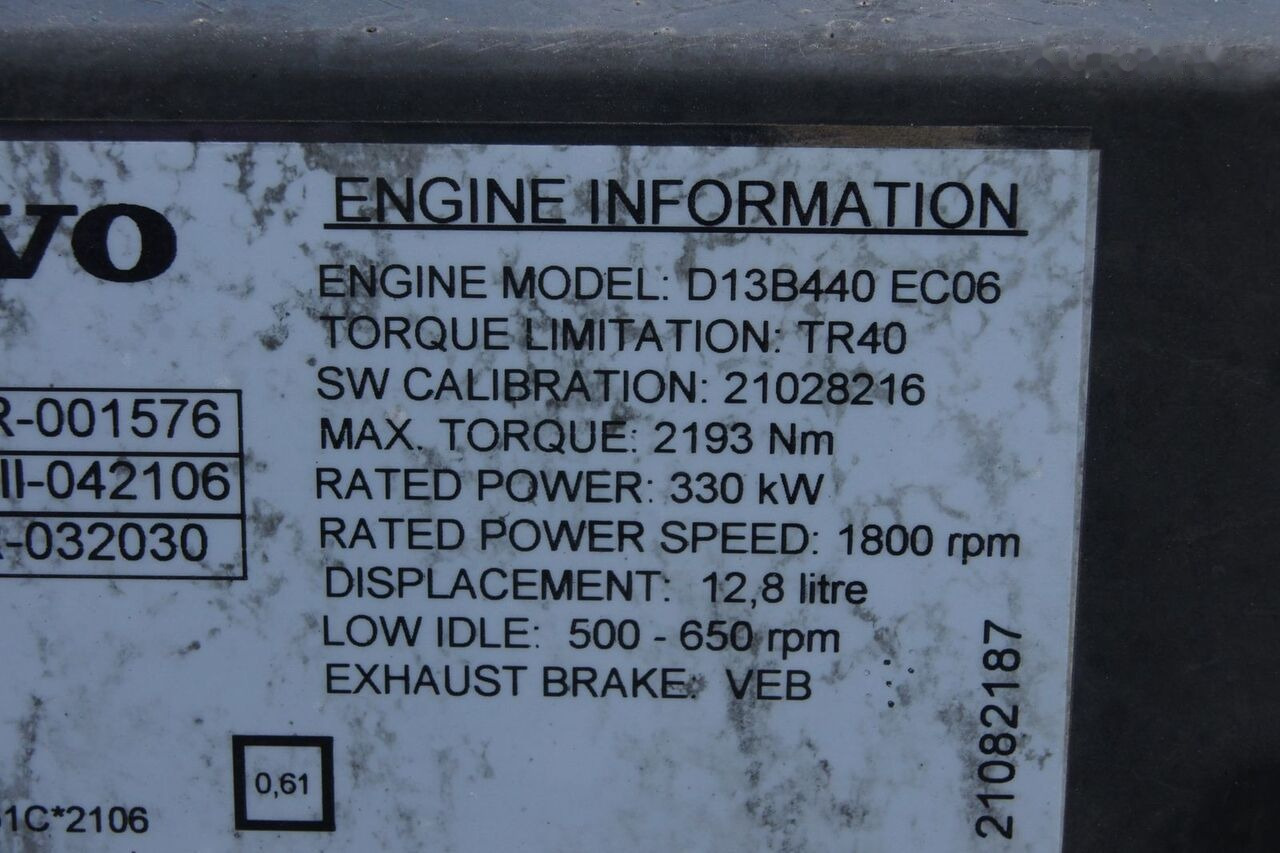 VO
ENGINE INFORMATION
ENGINE MODEL: D13B440 EC06
TORQUE LIMITATION: TR40
SW CALIBRATION: 21028216
MAX. TORQUE: 2193 Nm
RATED POWER: 330 kW
RATED POWER SPEED: 1800 rpm
DISPLACEMENT: 12,8 litre
LOW IDLE: 500 - 650 rpm
EXHAUST BRAKE: VEB
R-001576
III-042106
-032030
0,61
1C*2106
21082187